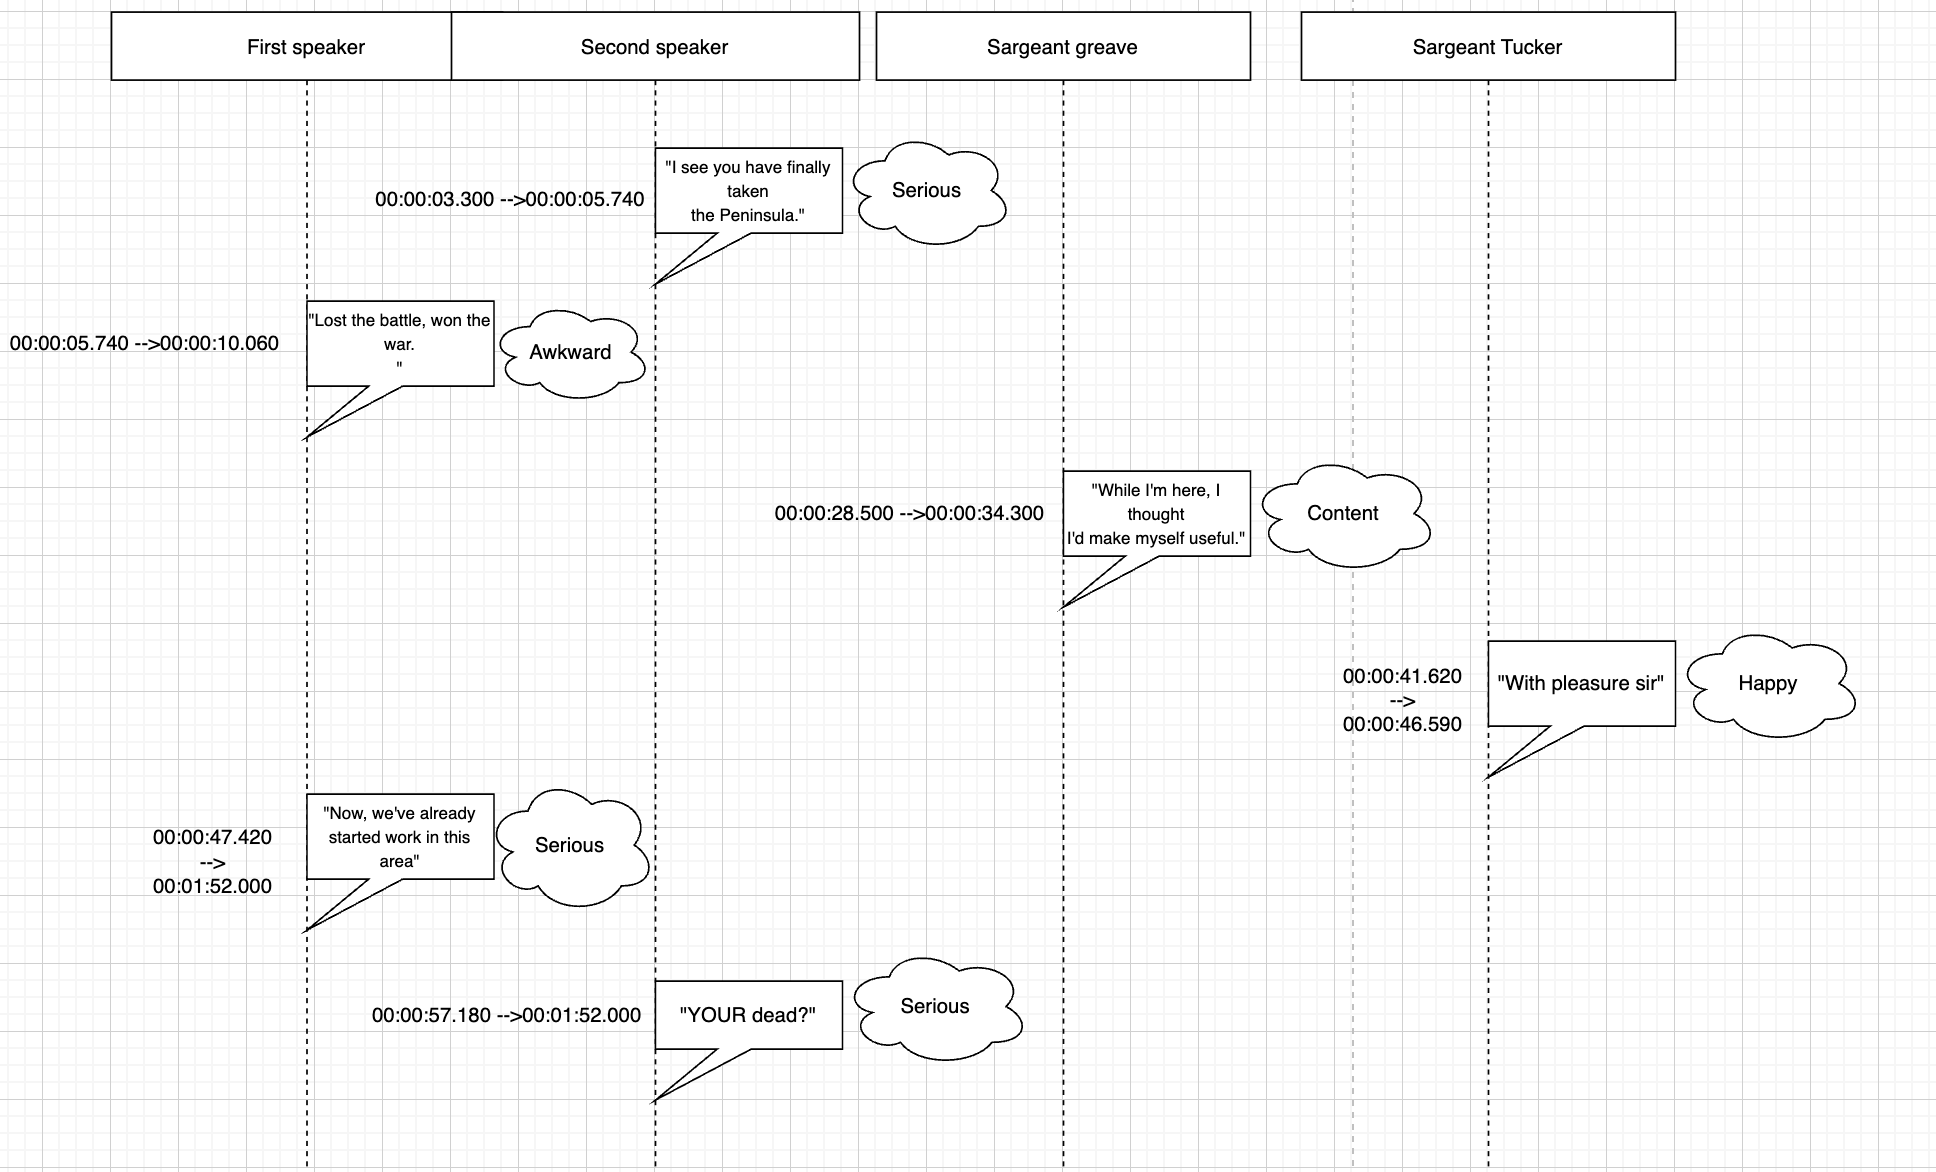 First speaker
Second speaker
Sargeant greave
Sargeant Tucker
00:00:03.300 -->00:00:05.740
"I see you have finally
taken
the Peninsula."
Serious
00:00:05.740 -->00:00:10.060
"Lost the battle, won the
war.
"
Awkward
00:00:28.500 -->00:00:34.300
"While I'm here, I
thought
I'd make myself useful."
Content
00:00:41.620
-->
00:00:46.590
"With pleasure sir"
Happy
00:00:47.420
-->
00:01:52.000
"Now, we've already
started work in this
area"
Serious
00:00:57.180 -->00:01:52.000
"YOUR dead?"
Serious